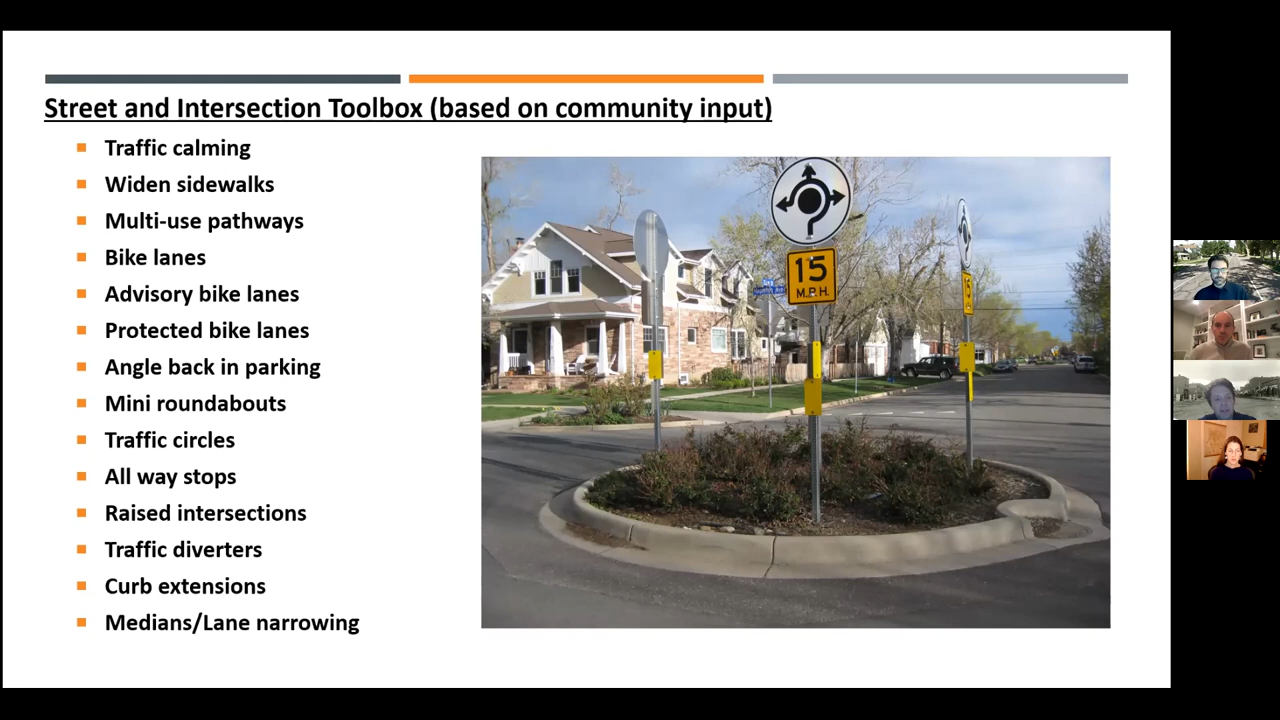 Street and Intersection Toolbox (based on community input)
Traffic calming
Widen sidewalks
Multi-use pathways
Bike lanes
Advisory bike lanes
Protected bike lanes
Angle back in parking
Mini roundabouts
Traffic circles
All way stops
Raised intersections
Traffic diverters
Curb extensions
Medians/Lane narrowing
15
M.P.H.
15